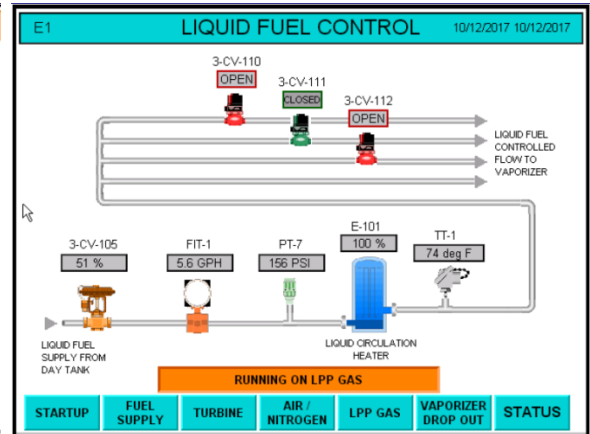 E1
LIQUID FUEL CONTROL
10/12/2017 10/12/2017
3-CV-110
OPEN
3-CV-111
CLOSED
3-CV-112
OPEN
LIQUID FUEL
CONTROLLED
FLOW TO
VAPORIZER
3-CV-105
51 %
FIT-1
5.6 GPH
PT-7
156 PSI
E-101
100 %
TT-1
74 deg F
LIQUID FUEL
SUPPLY FROM
DAY TANK
LIQUID CIRCULATION
HEATER
RUNNING ON LPP
GAS
STARTUP
FUEL
SUPPLY
TURBINE
AIR /
NITROGEN
LPP GAS
VAPORIZER
DROP OUT
STATUS